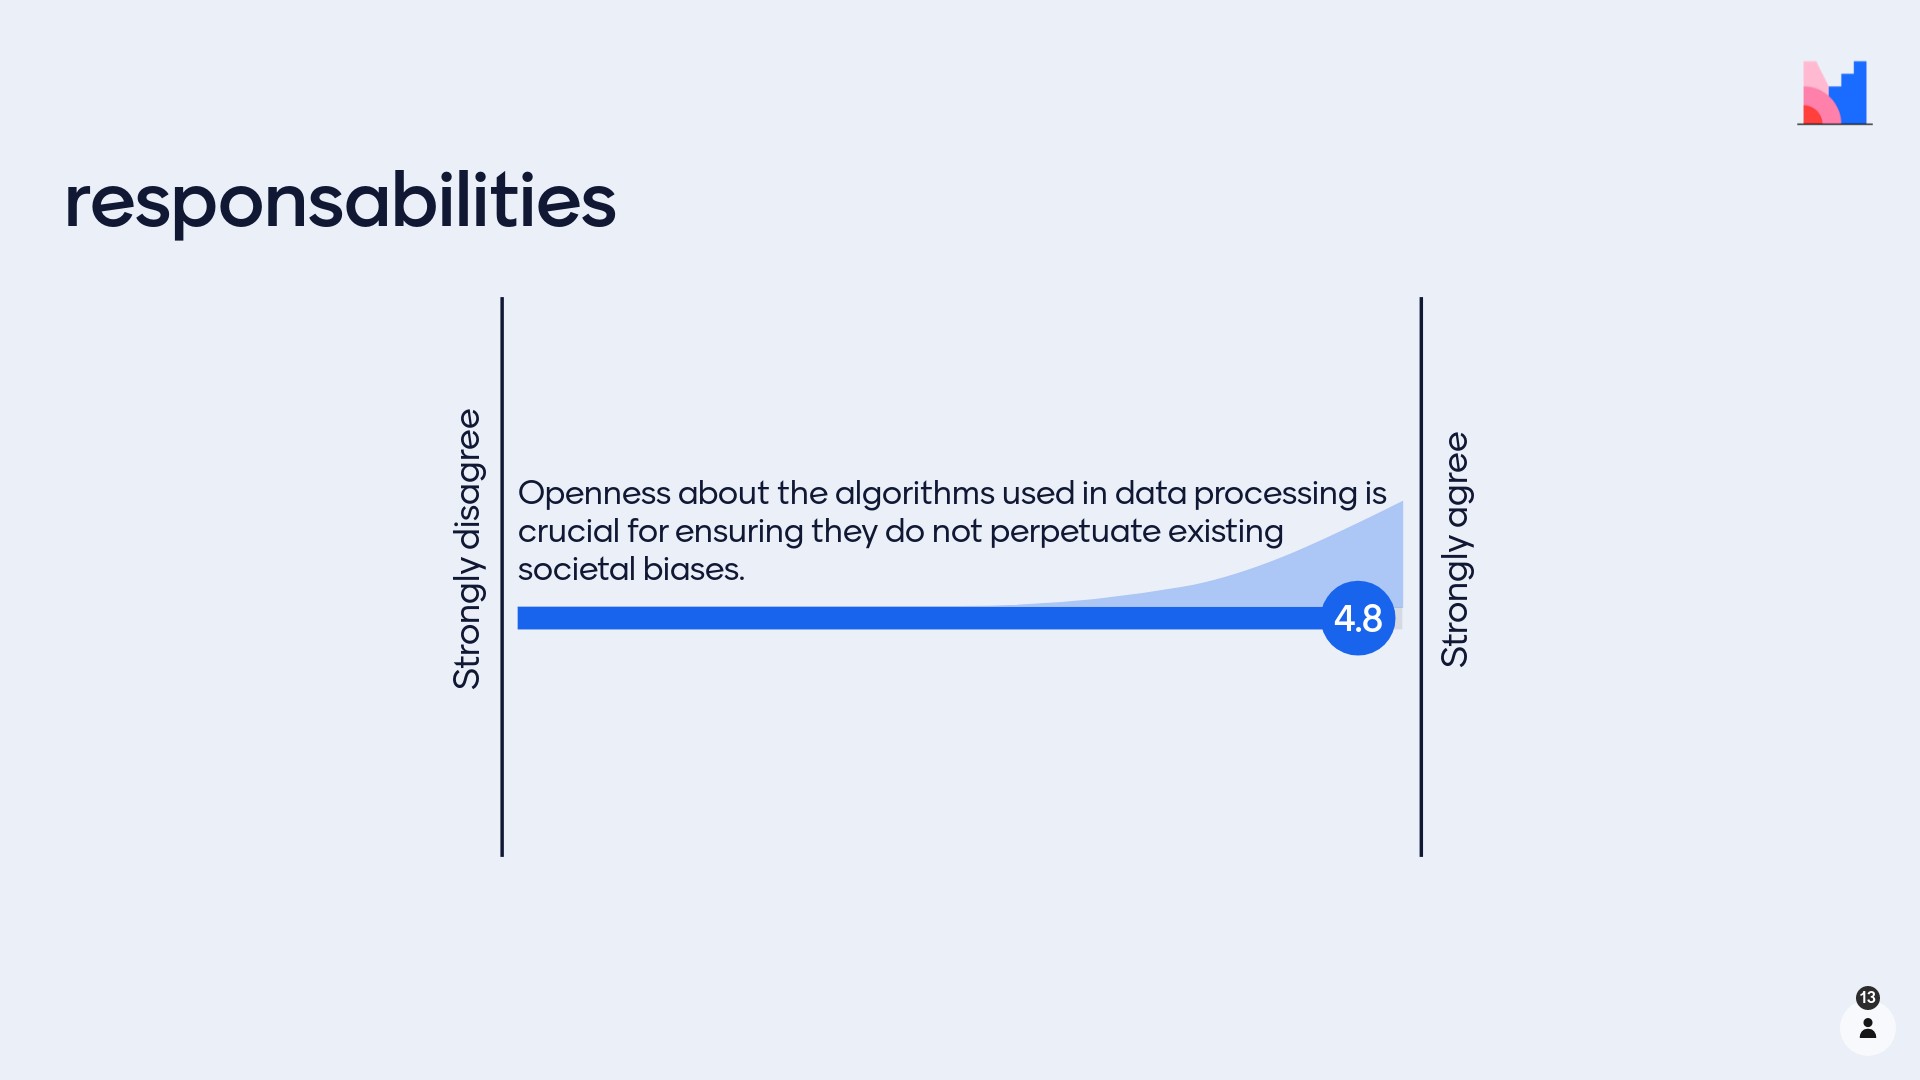 responsabilities
Strongly disagree
Openness about the algorithms used in data processing is
crucial for ensuring they do not perpetuate existing
societal biases.
4.8
Strongly agree
13